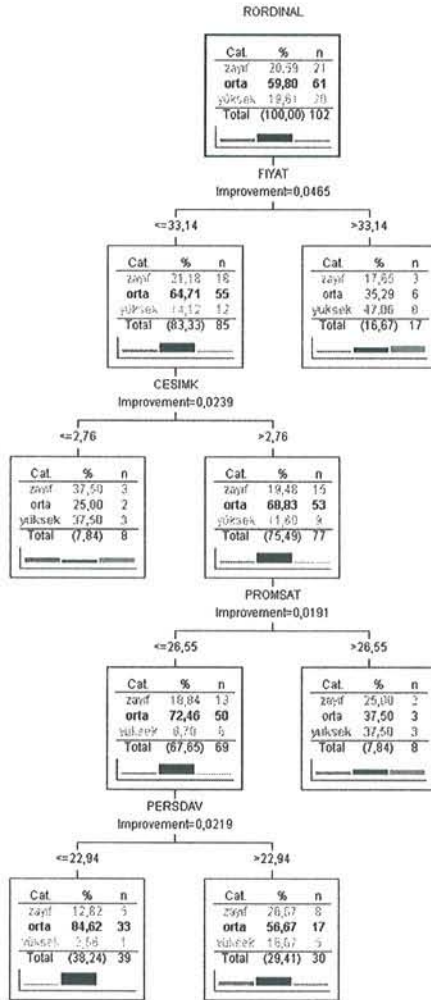 RORDINAL
Cat. % n
zayıf 20,59 21
orta 59,80 61
yüksek 19,61 20
Total (100,00) 102
FIYAT
Improvement=0,0465
<=33,14 >33,14
Cat. % n
zayıf 21,18 18
orta 64,71 55
yüksek 14,12 12
Total (83,33) 85
Cat. % n
zayıf 17,65 3
orta 35,29 6
yüksek 47,06 8
Total (16,67) 17
CESIMK
Improvement=0,0239
<=2,76 >2,76
Cat. % n
zayıf 37,50 3
orta 25,00 2
yüksek 37,50 3
Total (7,84) 8
Cat. % n
zayıf 19,48 15
orta 68,83 53
yüksek 11,69 9
Total (75,49) 77
PROMSAT
Improvement=0,0191
<=26,55 >26,55
Cat. % n
zayıf 18,84 13
orta 72,46 50
yüksek 8,70 6
Total (67,65) 69
Cat. % n
zayıf 25,00 2
orta 37,50 3
yüksek 37,50 3
Total (7,84) 8
PERSDAV
Improvement=0,0219
<=22,94 >22,94
Cat. % n
zayıf 12,82 5
orta 84,62 33
yüksek 2,56 1
Total (38,24) 39
Cat. % n
zayıf 26,67 8
orta 56,67 17
yüksek 16,67 5
Total (29,41) 30